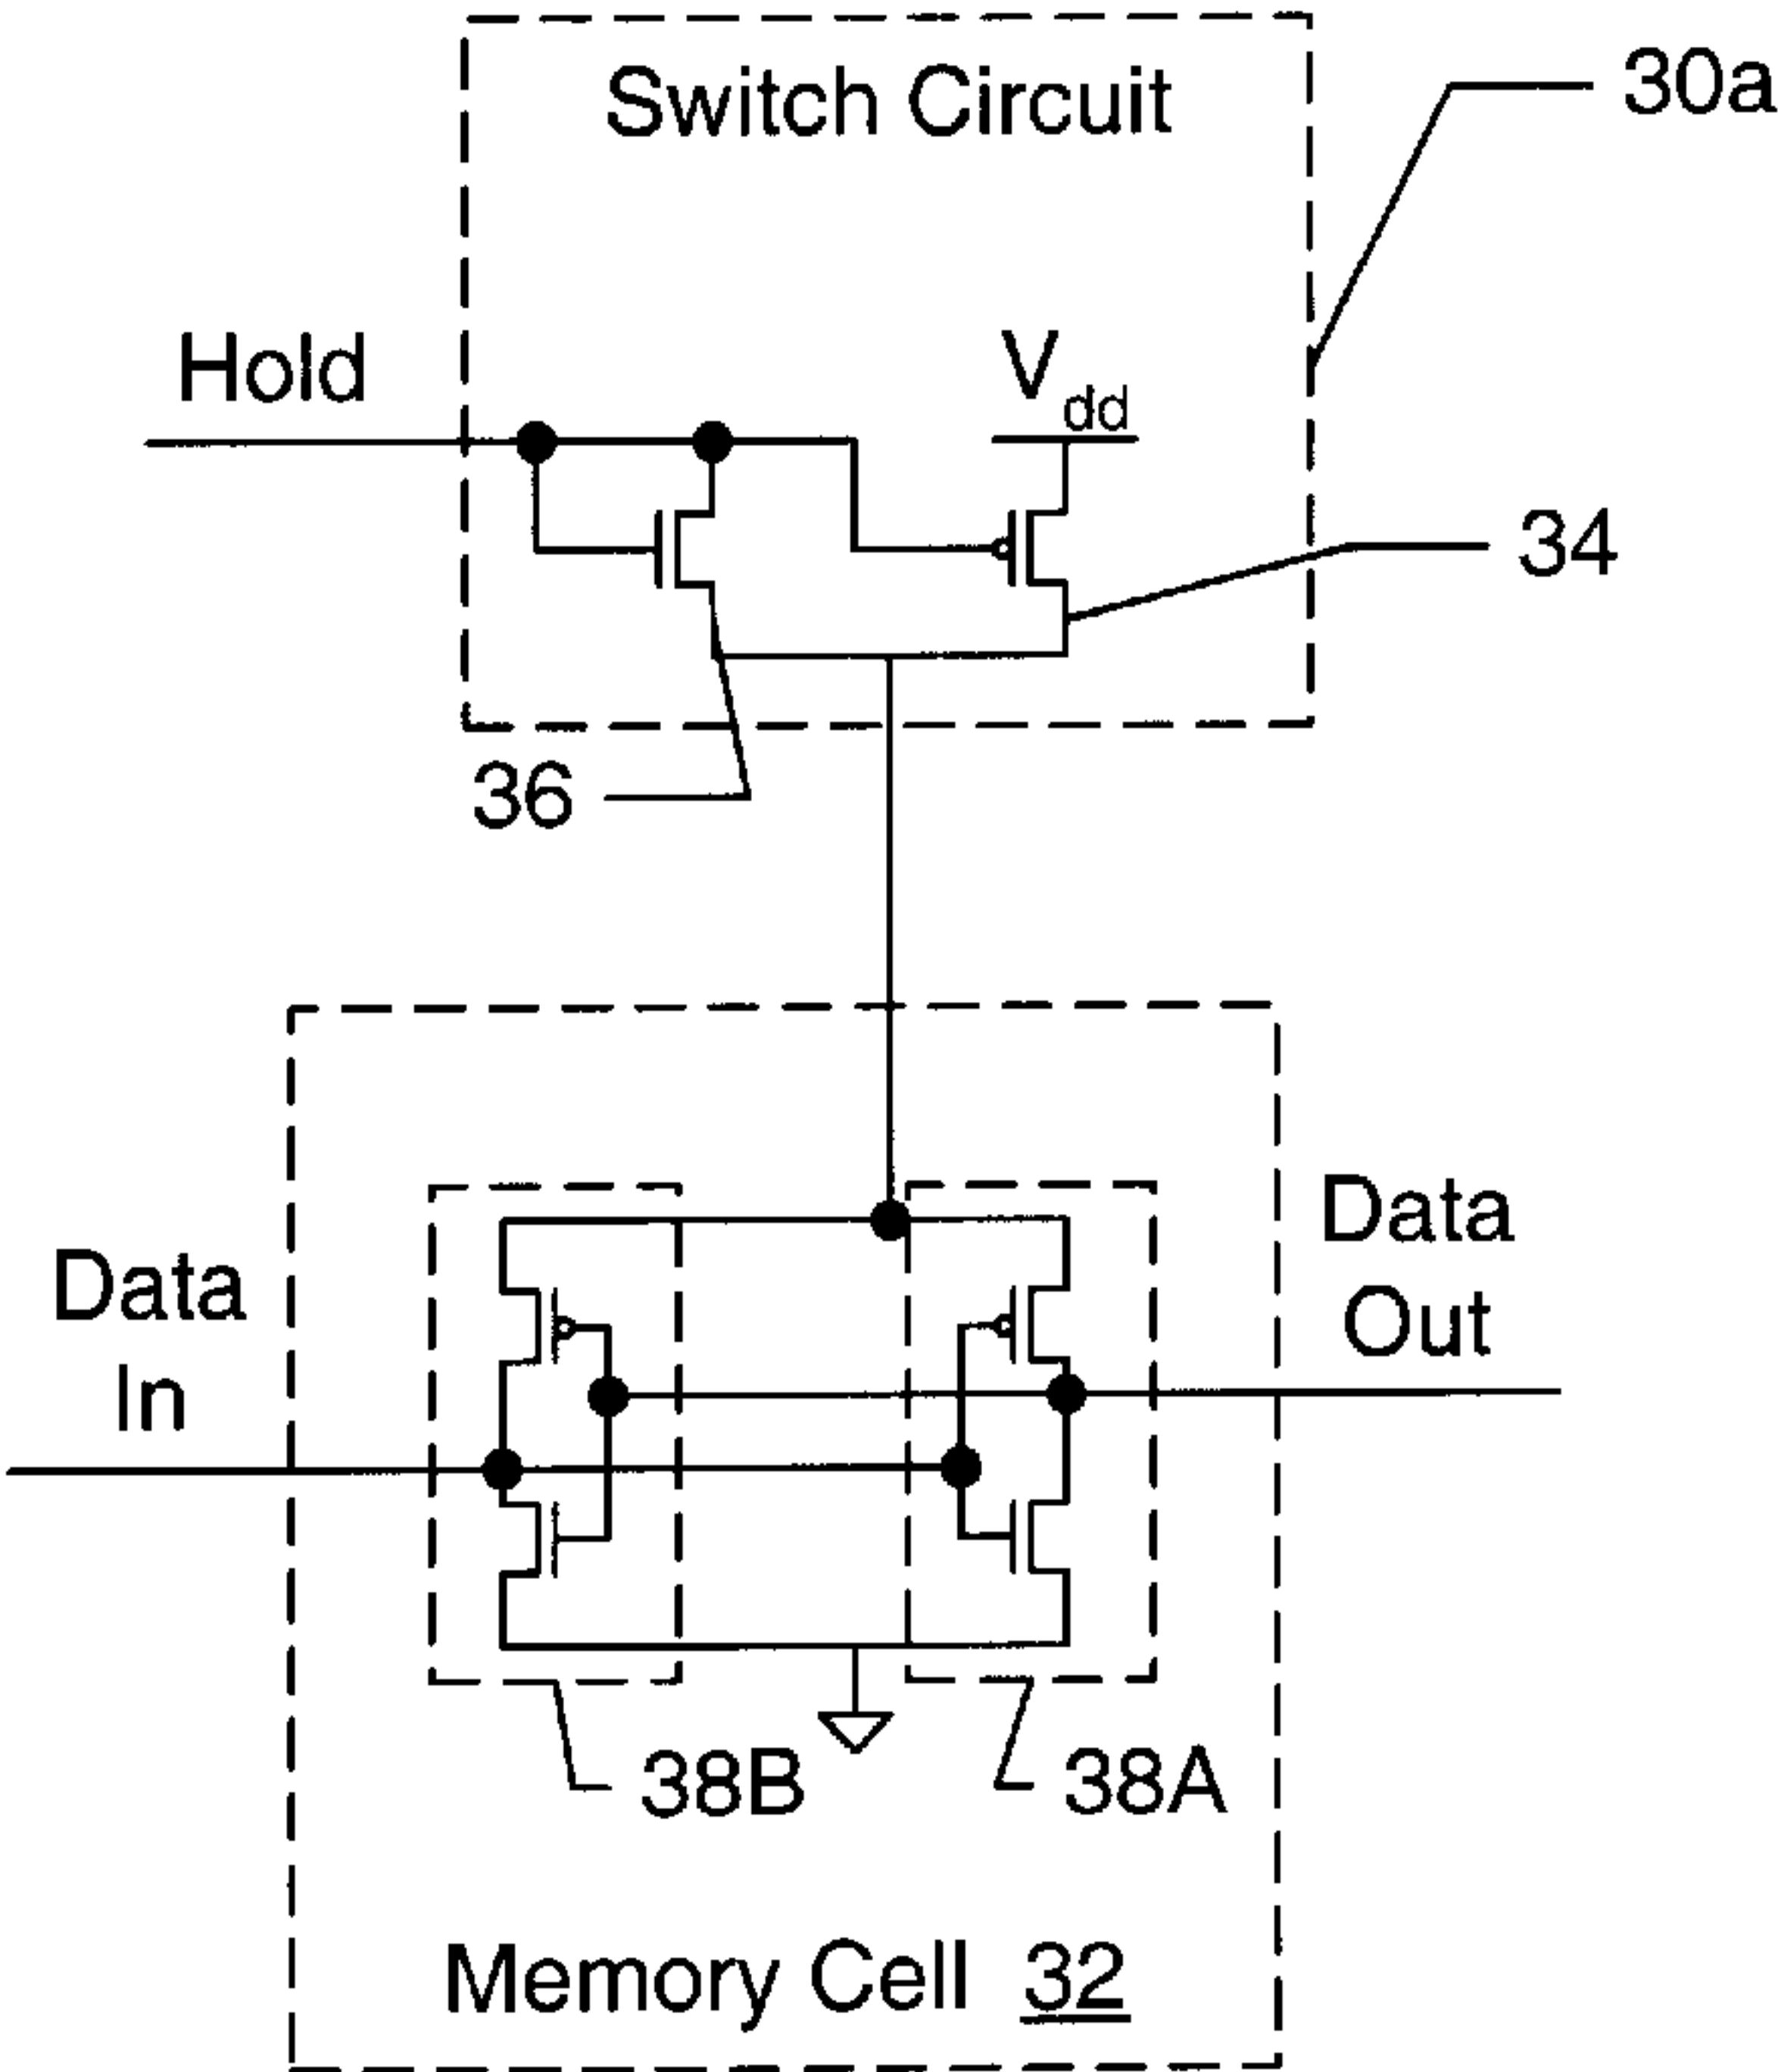 Switch Circuit
30a
Hold
Vdd
34
36
Data
In
Data
Out
38B
38A
Memory Cell 32